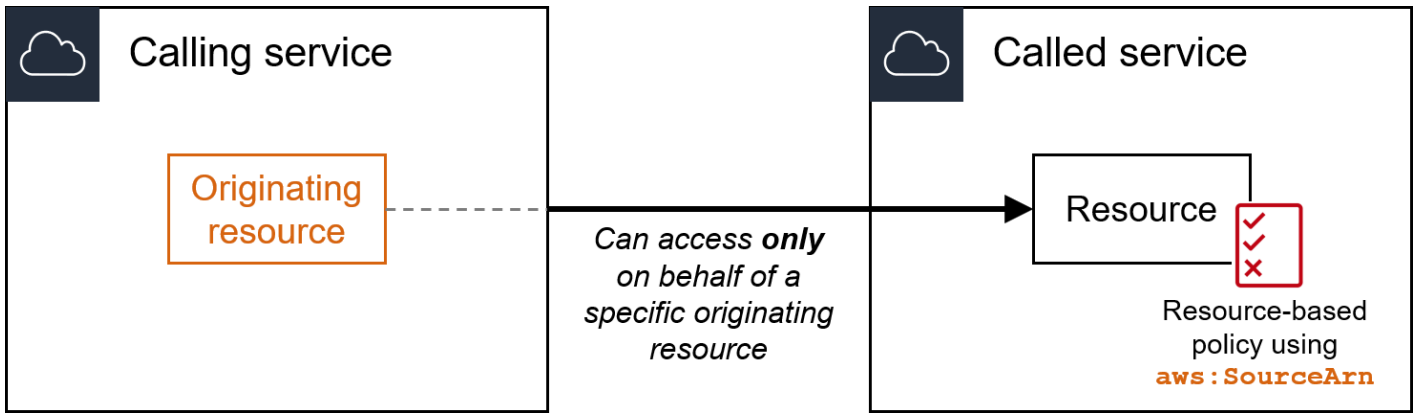 Calling service
Originating
resource
Can access only
on behalf of a
specific originating
resource
Called service
Resource
Resource-based
policy using
aws:SourceArn